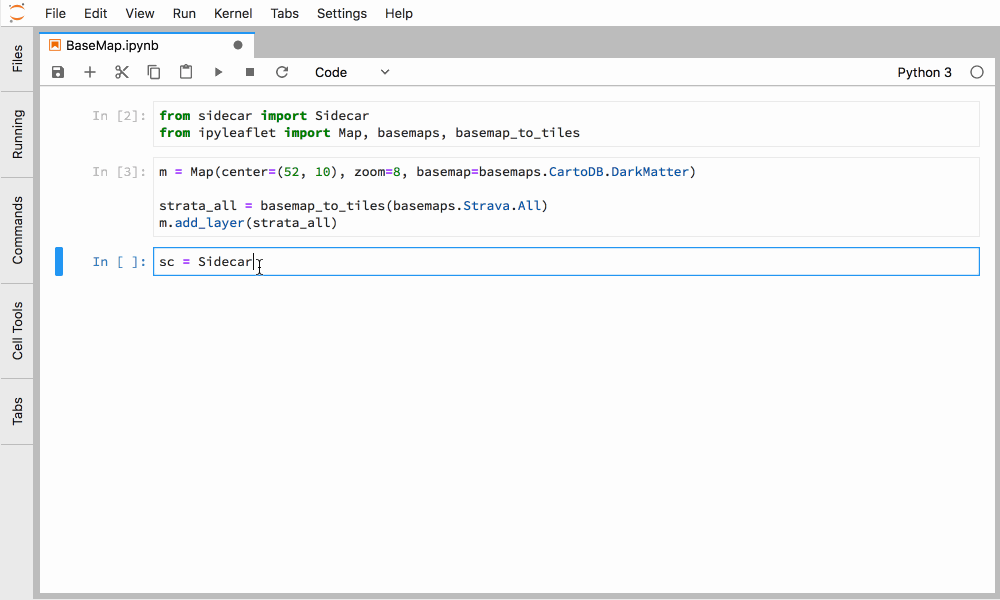 File Edit View Run Kernel Tabs Settings Help
Files
Running
Commands
Cell Tools
Tabs
BaseMap.ipynb
Code
Python 3
In [2]:
from sidecar import Sidecar
from ipyleaflet import Map, basemaps, basemap_to_tiles
In [3]:
m = Map(center=(52, 10), zoom=8, basemap=basemaps.CartoDB.DarkMatter)
strata_all = basemap_to_tiles(basemaps.Strava.All)
m.add_layer(strata_all)
In [ ]:
sc = Sidecar